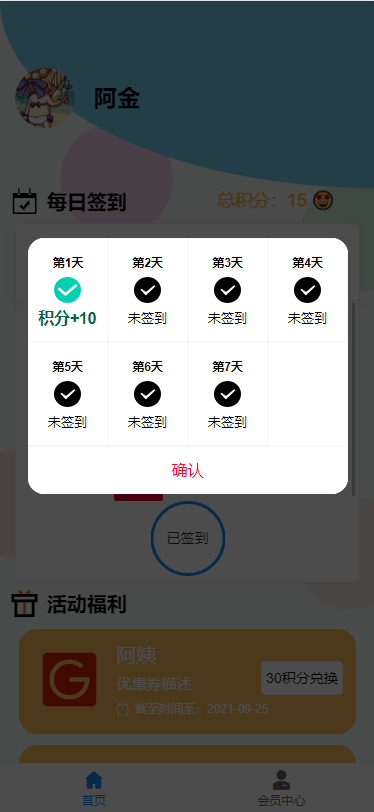 阿金
每日签到
总积分：15
第1天 第2天 第3天 第4天
积分+10 未签到 未签到 未签到
第5天 第6天 第7天
未签到 未签到 未签到
确认
已签到
活动福利
阿姨
优惠券描述
30积分兑换
截至时间至：2021-09-25
首页 会员中心